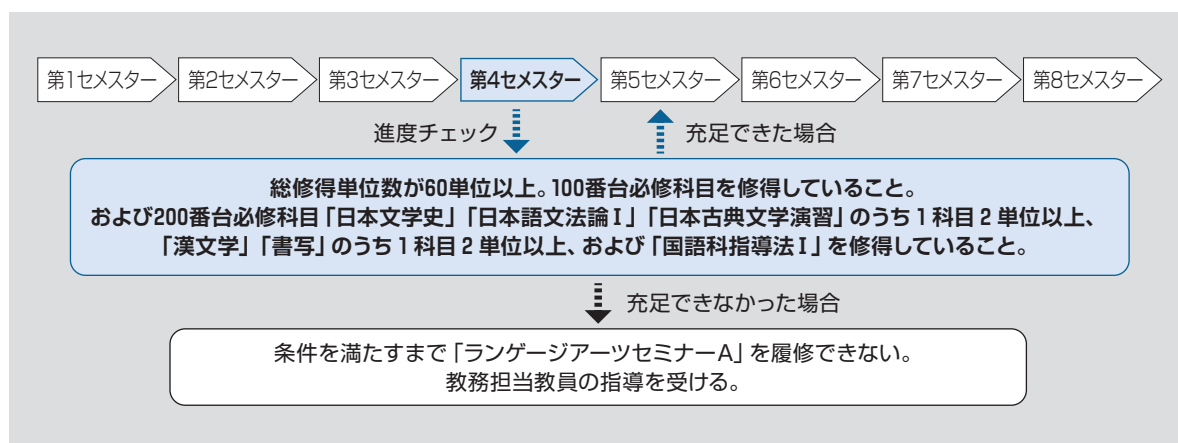 第1セメスター 第2セメスター 第3セメスター 第4セメスター 第5セメスター 第6セメスター 第7セメスター 第8セメスター
進度チェック 充足できた場合
総修得単位数が60単位以上。100番台必修科目を修得していること。
および200番台必修科目「日本文学史」「日本語文法論Ⅰ」「日本古典文学演習」のうち1科目2単位以上、
「漢文学」「書写」のうち1科目2単位以上、および「国語科指導法Ⅰ」を修得していること。
充足できなかった場合
条件を満たすまで「ランゲージアーツセミナーA」を履修できない。
教務担当教員の指導を受ける。